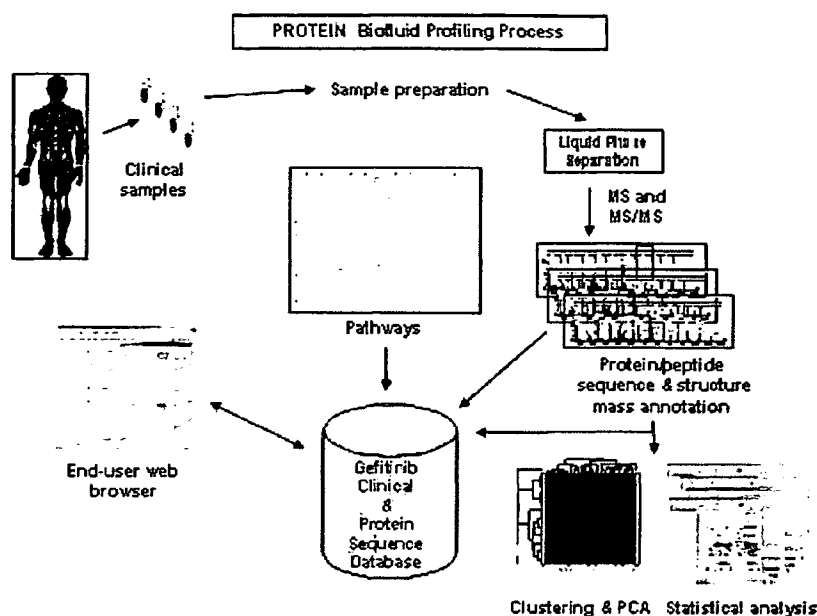 PROTEIN Biofluid Profiling Process
Sample preparation
Clinical
samples
Liquid Phase
Separation
MS and
MS/MS
Pathways
Protein/peptide
sequence & structure
mass annotation
End-user web
browser
Gefitinib
Clinical
&
Protein
Sequence
Database
Clustering & PCA
Statistical analysis